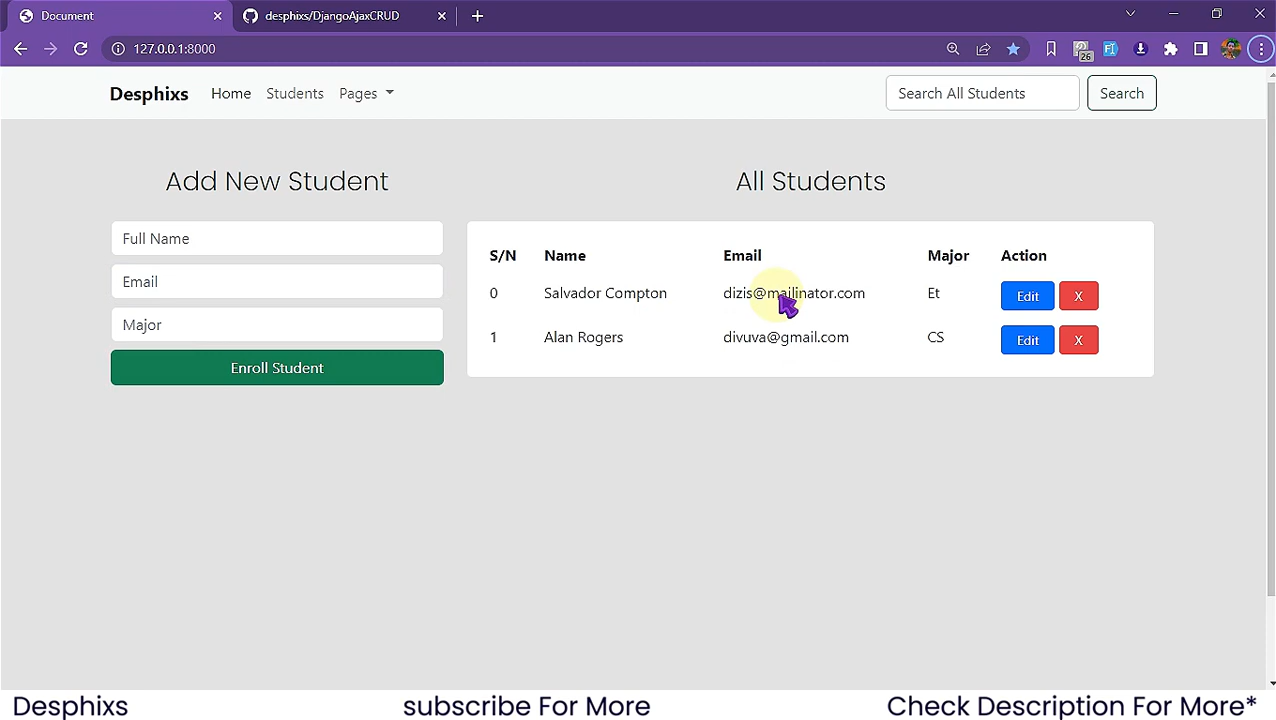 Document
desphixs/DjangoAjaxCRUD
127.0.0.1:8000
26
Desphixs Home Students Pages
Search All Students Search
Add New Student
All Students
Full Name
Email
Major
Enroll Student
S/N Name Email Major Action
0 Salvador Compton dizis@mailinator.com Et Edit X
1 Alan Rogers divuva@gmail.com CS Edit X
Desphixs subscribe For More Check Description For More*